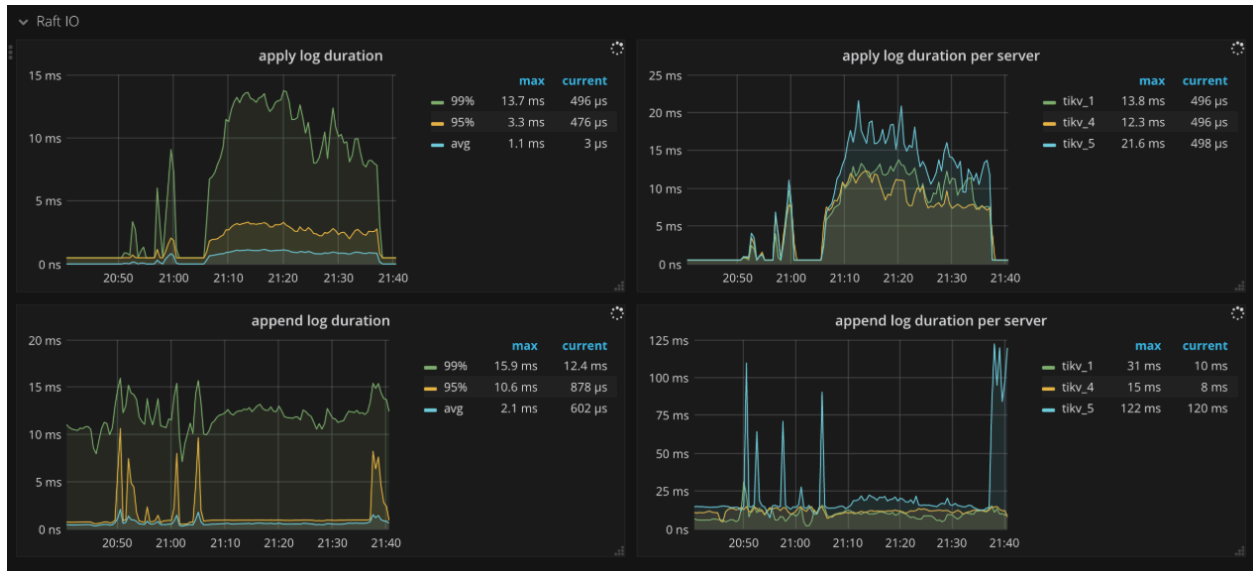 Raft IO
apply log duration
15 ms
10 ms
5 ms
0 ns
20:50 21:00 21:10 21:20 21:30 21:40
max current
99% 13.7 ms 496 µs
95% 3.3 ms 476 µs
avg 1.1 ms 3 µs
apply log duration per server
25 ms
20 ms
15 ms
10 ms
5 ms
0 ns
20:50 21:00 21:10 21:20 21:30 21:40
max current
tikv_1 13.8 ms 496 µs
tikv_4 12.3 ms 496 µs
tikv_5 21.6 ms 498 µs
append log duration
20 ms
15 ms
10 ms
5 ms
0 ns
20:50 21:00 21:10 21:20 21:30 21:40
max current
99% 15.9 ms 12.4 ms
95% 10.6 ms 878 µs
avg 2.1 ms 602 µs
append log duration per server
125 ms
100 ms
75 ms
50 ms
25 ms
0 ns
20:50 21:00 21:10 21:20 21:30 21:40
max current
tikv_1 31 ms 10 ms
tikv_4 15 ms 8 ms
tikv_5 122 ms 120 ms